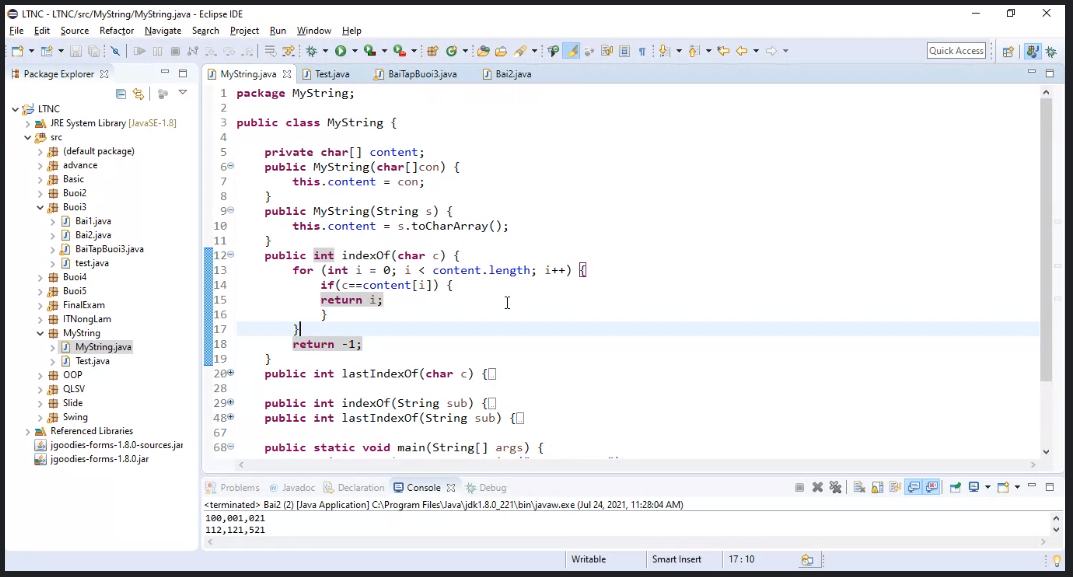 LTNC - LTNC/src/MyString/MyString.java - Eclipse IDE
File Edit Source Refactor Navigate Search Project Run Window Help
Quick Access
Package Explorer
LTNC
JRE System Library [JavaSE-1.8]
src
(default package)
advance
Basic
Buoi2
Buoi3
Bai1.java
Bai2.java
BaiTapBuoi3.java
test.java
Buoi4
Buoi5
FinalExam
ITNongLam
MyString
MyString.java
Test.java
OOP
QLSV
Slide
Swing
Referenced Libraries
jgoodies-forms-1.8.0-sources.jar
jgoodies-forms-1.8.0.jar
MyString.java Test.java BaiTapBuoi3.java Bai2.java
1 package MyString;
2
3 public class MyString {
4
5 private char[] content;
6 public MyString(char[]con) {
7 this.content = con;
8 }
9 public MyString(String s) {
10 this.content = s.toCharArray();
11 }
12 public int indexOf(char c) {
13 for (int i = 0; i < content.length; i++) {
14 if(c==content[i]) {
15 return i;
16 }
17 }
18 return -1;
19 }
20 public int lastIndexOf(char c) {
28
29 public int indexOf(String sub) {
48 public int lastIndexOf(String sub) {
67
68 public static void main(String[] args) {
Problems Javadoc Declaration Console Debug
<terminated> Bai2 (2) [Java Application] C:\Program Files\Java\jdk1.8.0_221\bin\javaw.exe (Jul 24, 2021, 11:28:04 AM)
100,001,021
112,121,521
Writable Smart Insert 17:10